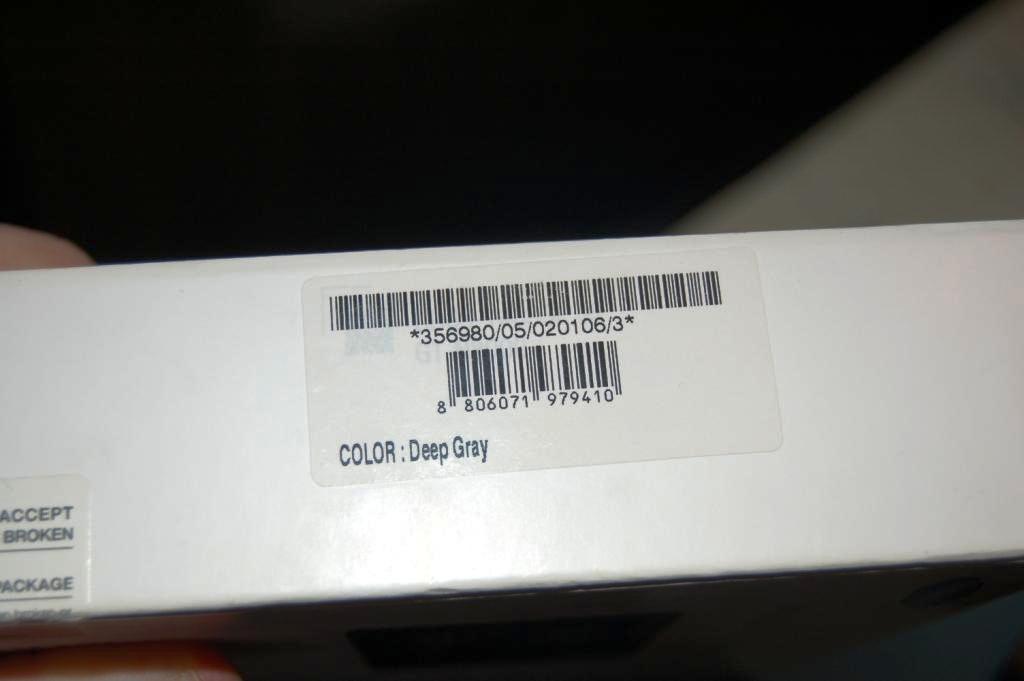 *356980/05/020106/3*
8 806071 979410
COLOR : Deep Gray
ACCEPT
BROKEN
PACKAGE